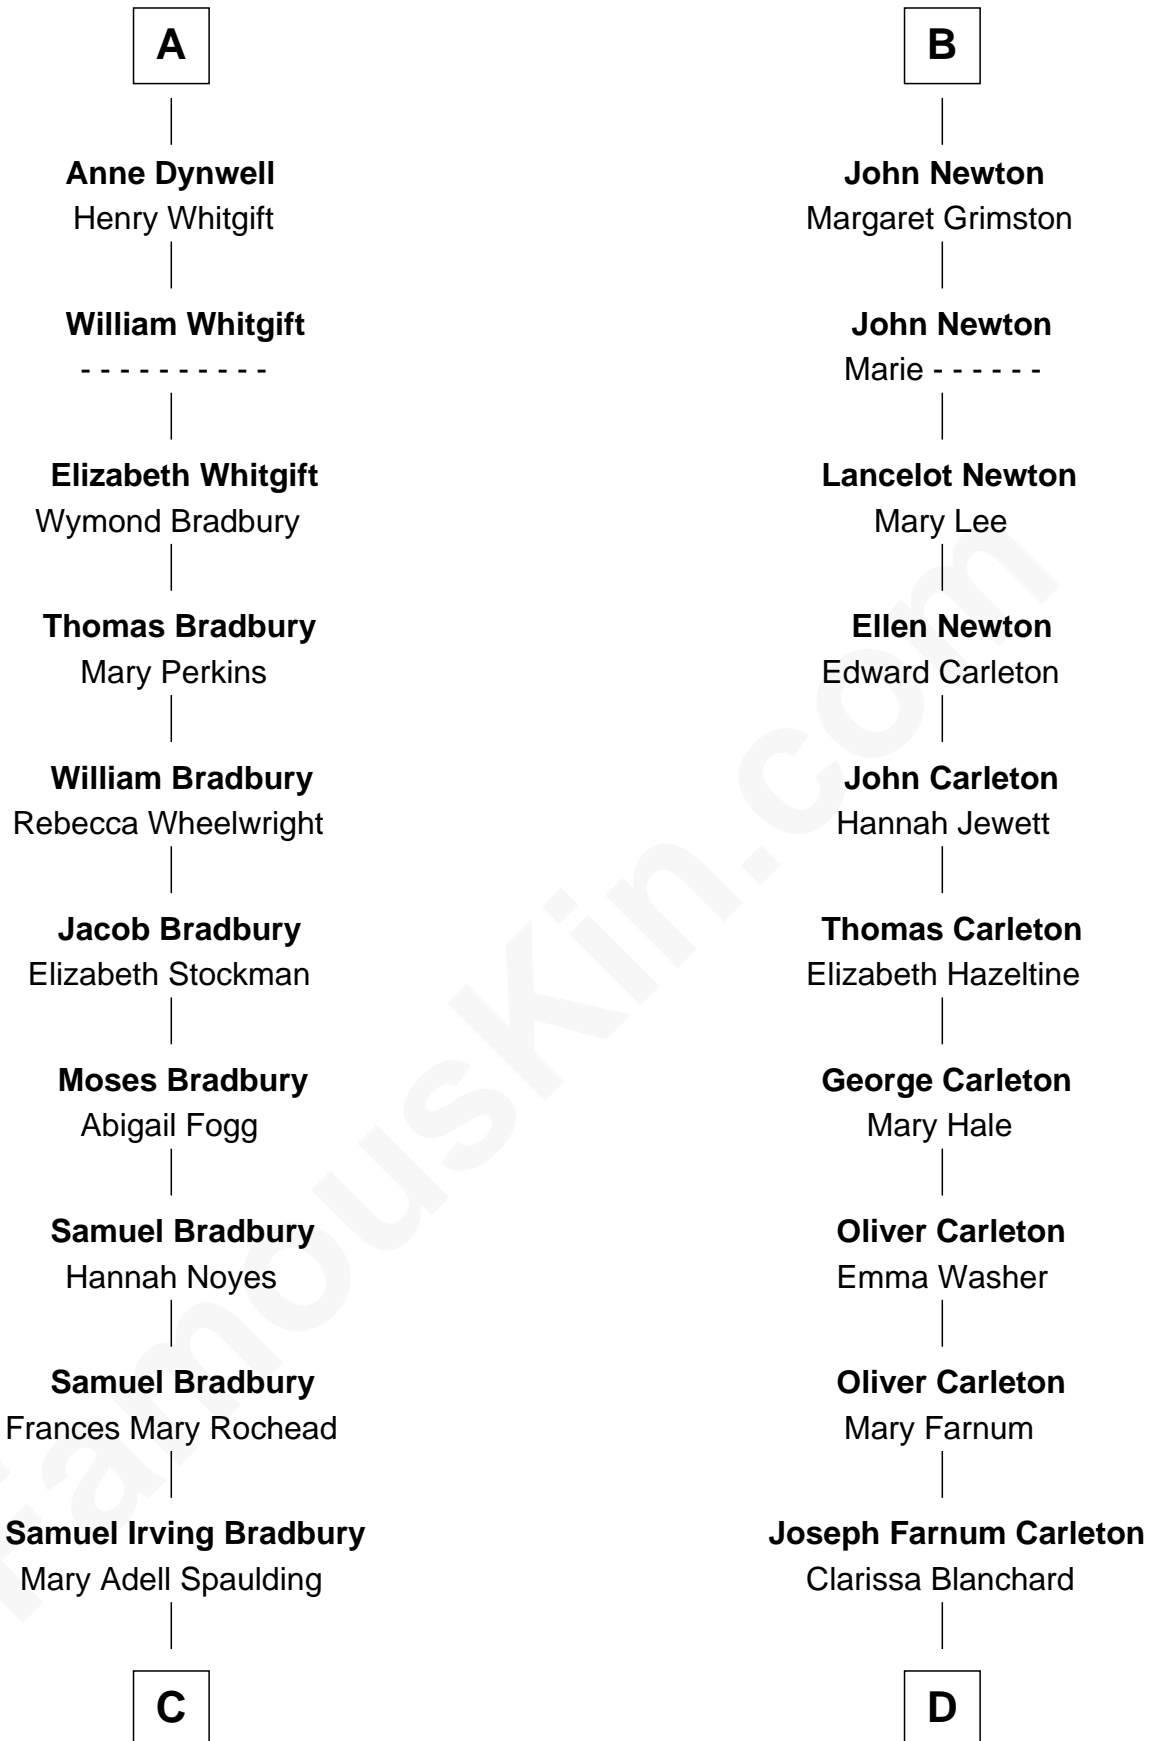 A
Anne Dynwell
Henry Whitgift
William Whitgift
- - - - - - - - - -
Elizabeth Whitgift
Wymond Bradbury
Thomas Bradbury
Mary Perkins
William Bradbury
Rebecca Wheelwright
Jacob Bradbury
Elizabeth Stockman
Moses Bradbury
Abigail Fogg
Samuel Bradbury
Hannah Noyes
Samuel Bradbury
Frances Mary Rochead
Samuel Irving Bradbury
Mary Adell Spaulding
C
B
John Newton
Margaret Grimston
John Newton
Marie - - - - - -
Lancelot Newton
Mary Lee
Ellen Newton
Edward Carleton
John Carleton
Hannah Jewett
Thomas Carleton
Elizabeth Hazeltine
George Carleton
Mary Hale
Oliver Carleton
Emma Washer
Oliver Carleton
Mary Farnum
Joseph Farnum Carleton
Clarissa Blanchard
D
FamousKin.com